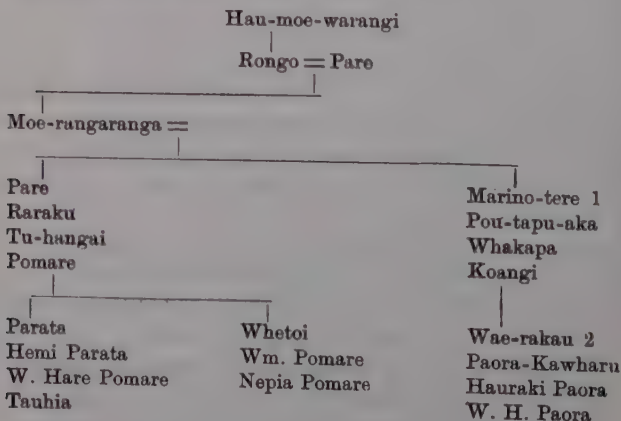 Hau-moe-warangi
Rongo = Pare
Moe-rangaranga =
Pare
Raraku
Tu-hangai
Pomare
Marino-tere 1
Pou-tapu-aka
Whakapa
Koangi
Parata
Hemi Parata
W. Hare Pomare
Tauhia
Whetoi
Wm. Pomare
Nepia Pomare
Wae-rakau 2
Paora-Kawharu
Hauraki Paora
W. H. Paora